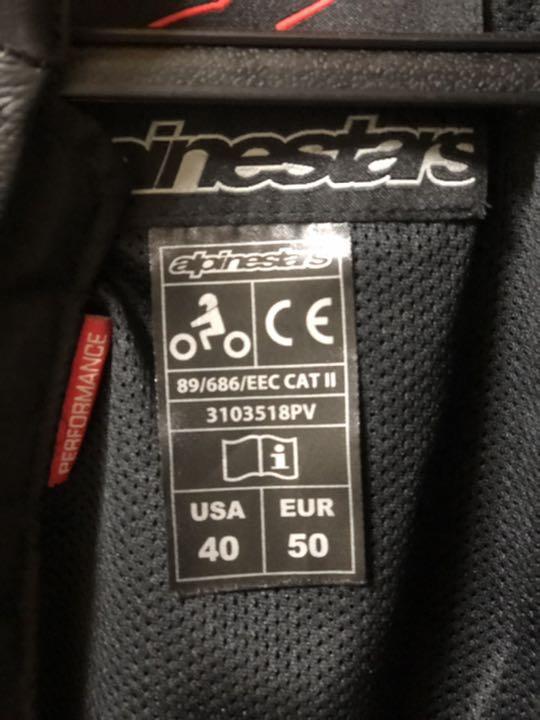 alpinestars
alpinestars
CE
89/686/EEC CAT II
3103518PV
i
USA EUR
40 50
PERFORMANCE